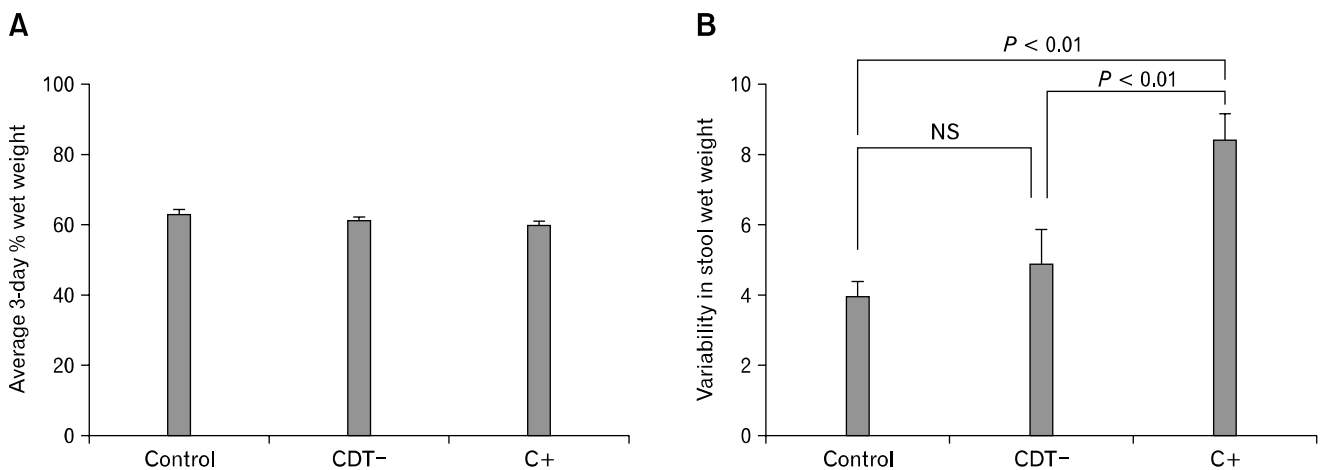 A
Average 3-day % wet weight
100
80
60
40
20
0
Control CDT− C+
B
Variability in stool wet weight
P < 0.01
P < 0.01
NS
10
8
6
4
2
0
Control CDT− C+